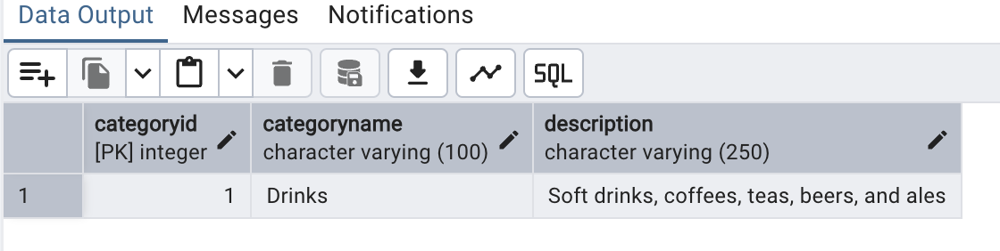 Data Output Messages Notifications
SQL
categoryid categoryname description
[PK] integer character varying (100) character varying (250)
1 1 Drinks Soft drinks, coffees, teas, beers, and ales